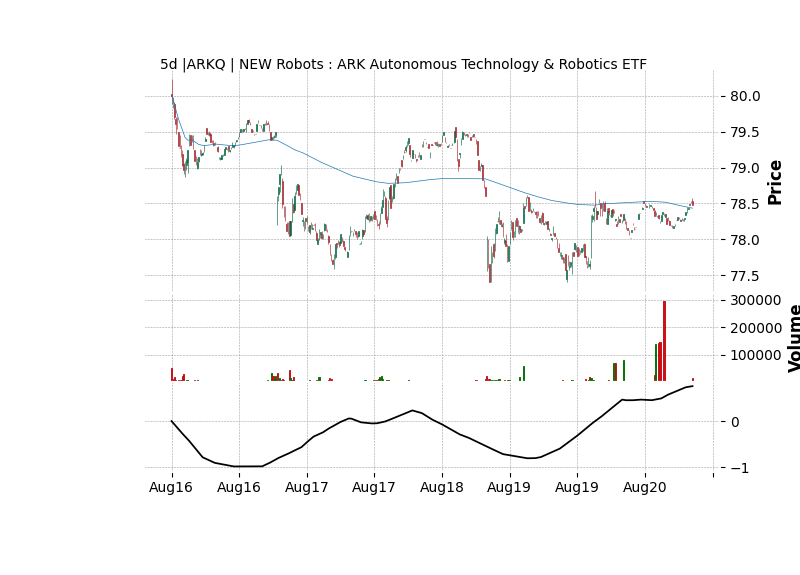 5d |ARKQ | NEW Robots : ARK Autonomous Technology & Robotics ETF
80.0
79.5
79.0
78.5
78.0
77.5
Price
300000
200000
100000
Volume
0
−1
Aug16 Aug16 Aug17 Aug17 Aug18 Aug19 Aug19 Aug20